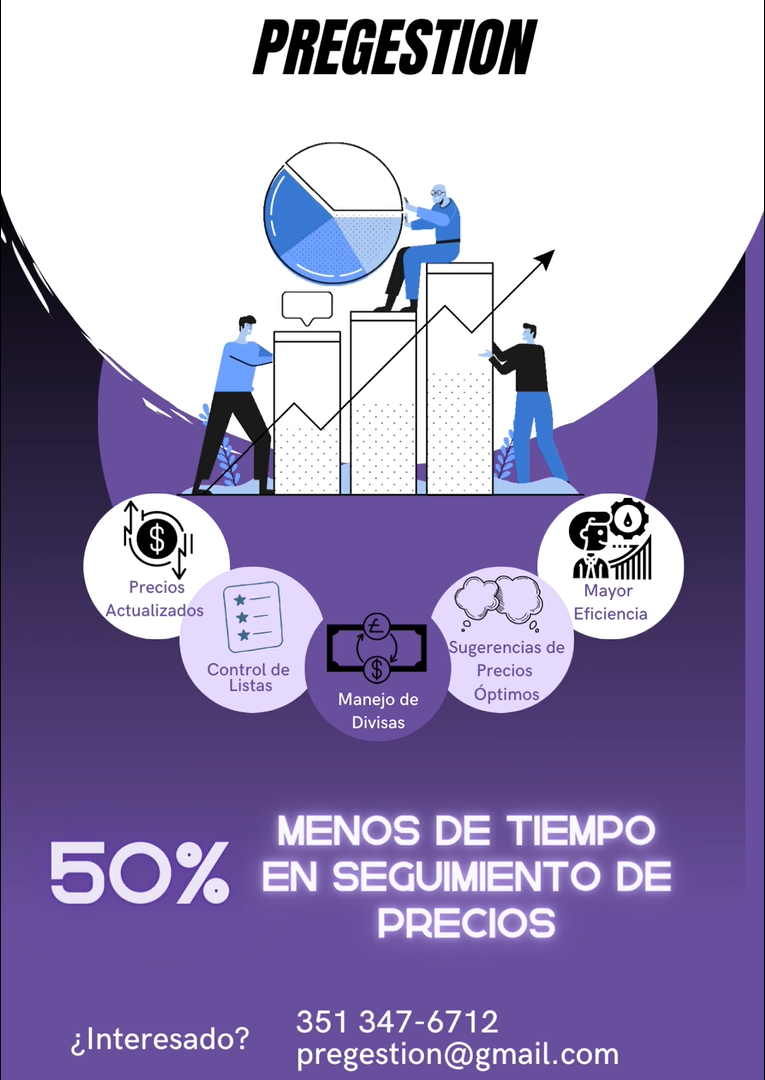 PREGESTION
Precios
Actualizados
Control de
Listas
Manejo de
Divisas
Sugerencias de
Precios
Óptimos
Mayor
Eficiencia
50%
MENOS DE TIEMPO
EN SEGUIMIENTO DE
PRECIOS
¿Interesado?
351 347-6712
pregestion@gmail.com